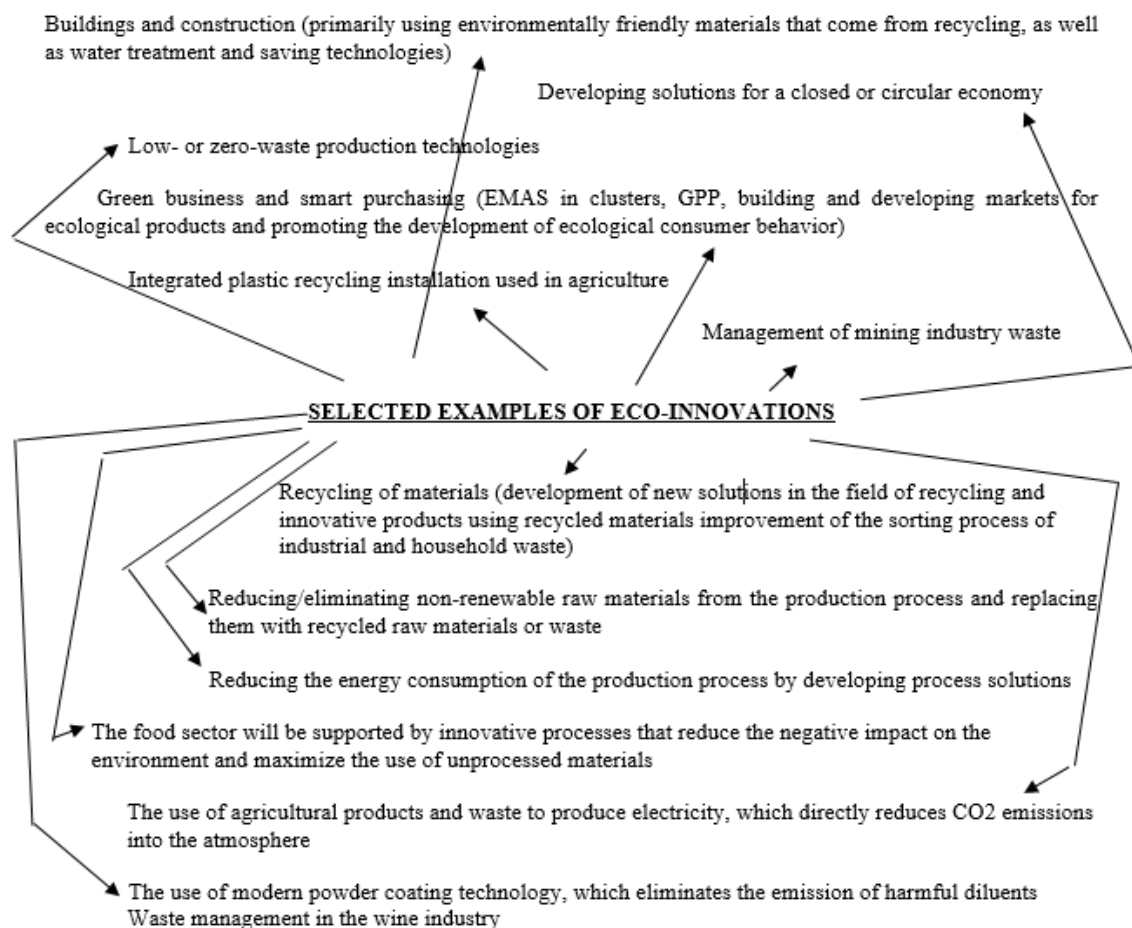 Buildings and construction (primarily using environmentally friendly materials that come from recycling, as well
as water treatment and saving technologies)
Developing solutions for a closed or circular economy
Low- or zero-waste production technologies
Green business and smart purchasing (EMAS in clusters, GPP, building and developing markets for
ecological products and promoting the development of ecological consumer behavior)
Integrated plastic recycling installation used in agriculture
Management of mining industry waste
SELECTED EXAMPLES OF ECO-INNOVATIONS
Recycling of materials (development of new solutions in the field of recycling and
innovative products using recycled materials improvement of the sorting process of
industrial and household waste)
Reducing/eliminating non-renewable raw materials from the production process and replacing
them with recycled raw materials or waste
Reducing the energy consumption of the production process by developing process solutions
The food sector will be supported by innovative processes that reduce the negative impact on the
environment and maximize the use of unprocessed materials
The use of agricultural products and waste to produce electricity, which directly reduces CO2 emissions
into the atmosphere
The use of modern powder coating technology, which eliminates the emission of harmful diluents
Waste management in the wine industry